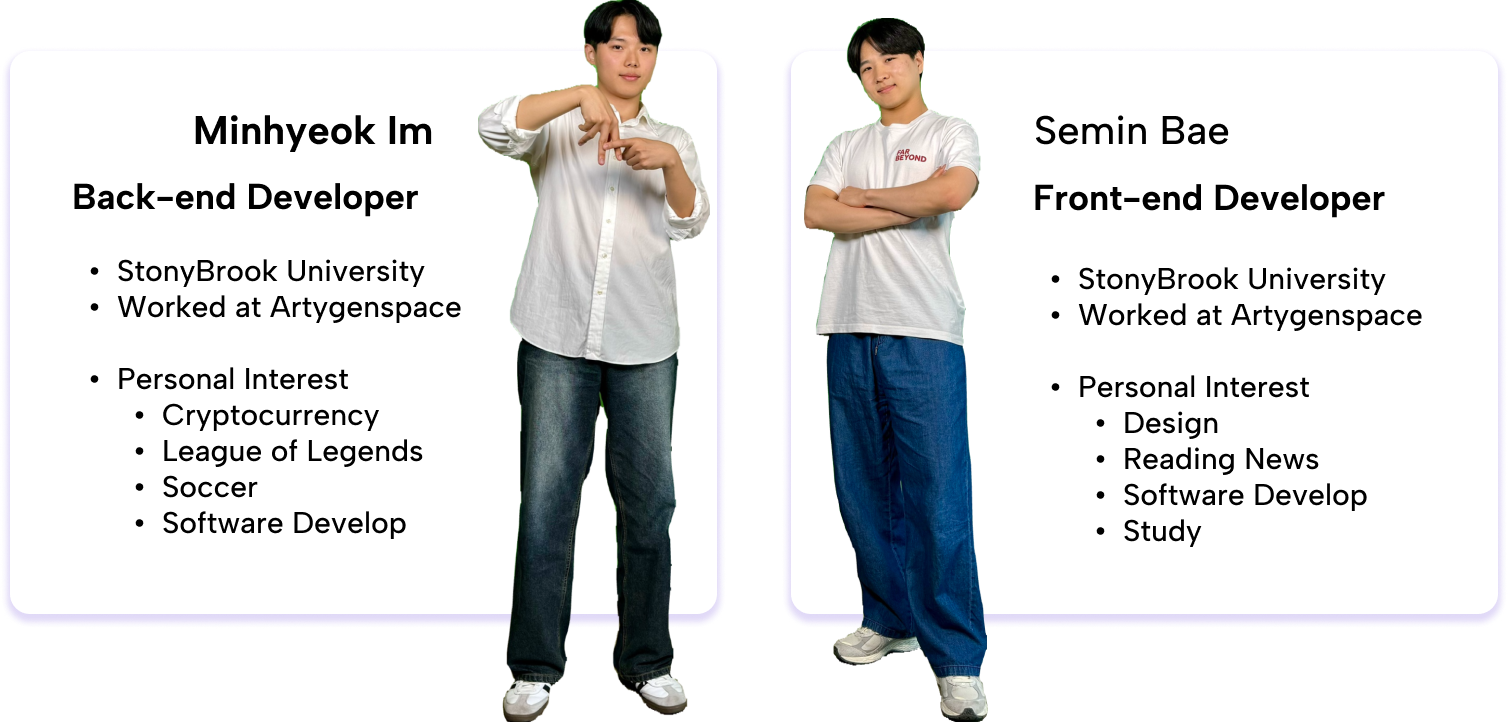 Minhyeok Im
Back-end Developer
• StonyBrook University
• Worked at Artygenspace
• Personal Interest
• Cryptocurrency
• League of Legends
• Soccer
• Software Develop
Semin Bae
Front-end Developer
• StonyBrook University
• Worked at Artygenspace
• Personal Interest
• Design
• Reading News
• Software Develop
• Study
FAR
BEYOND